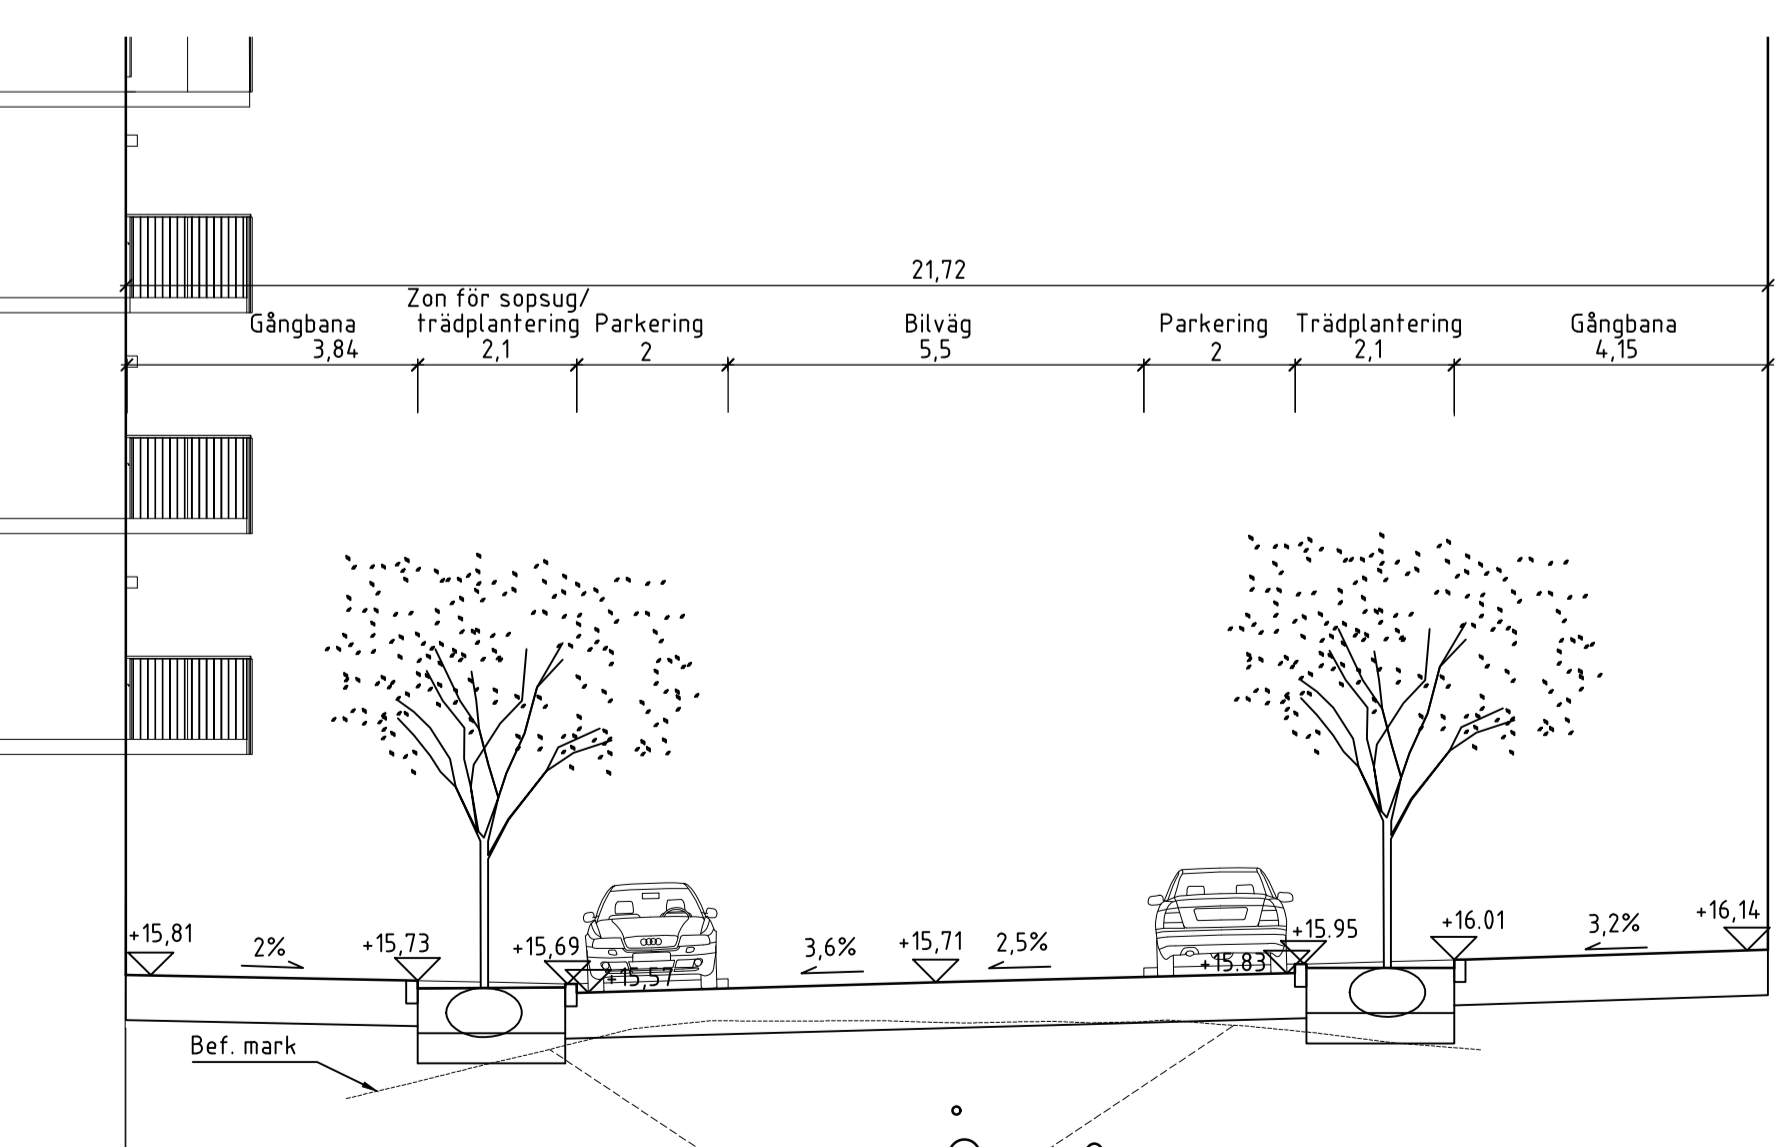 21,72
Zon för sopsug/
Gångbana trädplantering Parkering Bilväg Parkering Trädplantering Gångbana
3,84 2,1 2 5,5 2 2,1 4,15
+15,81 2% +15,73 +15,69 +15,57 3,6% +15,71 2,5% +15.83 +15.95 +16.01 3,2% +16,14
Bef. mark